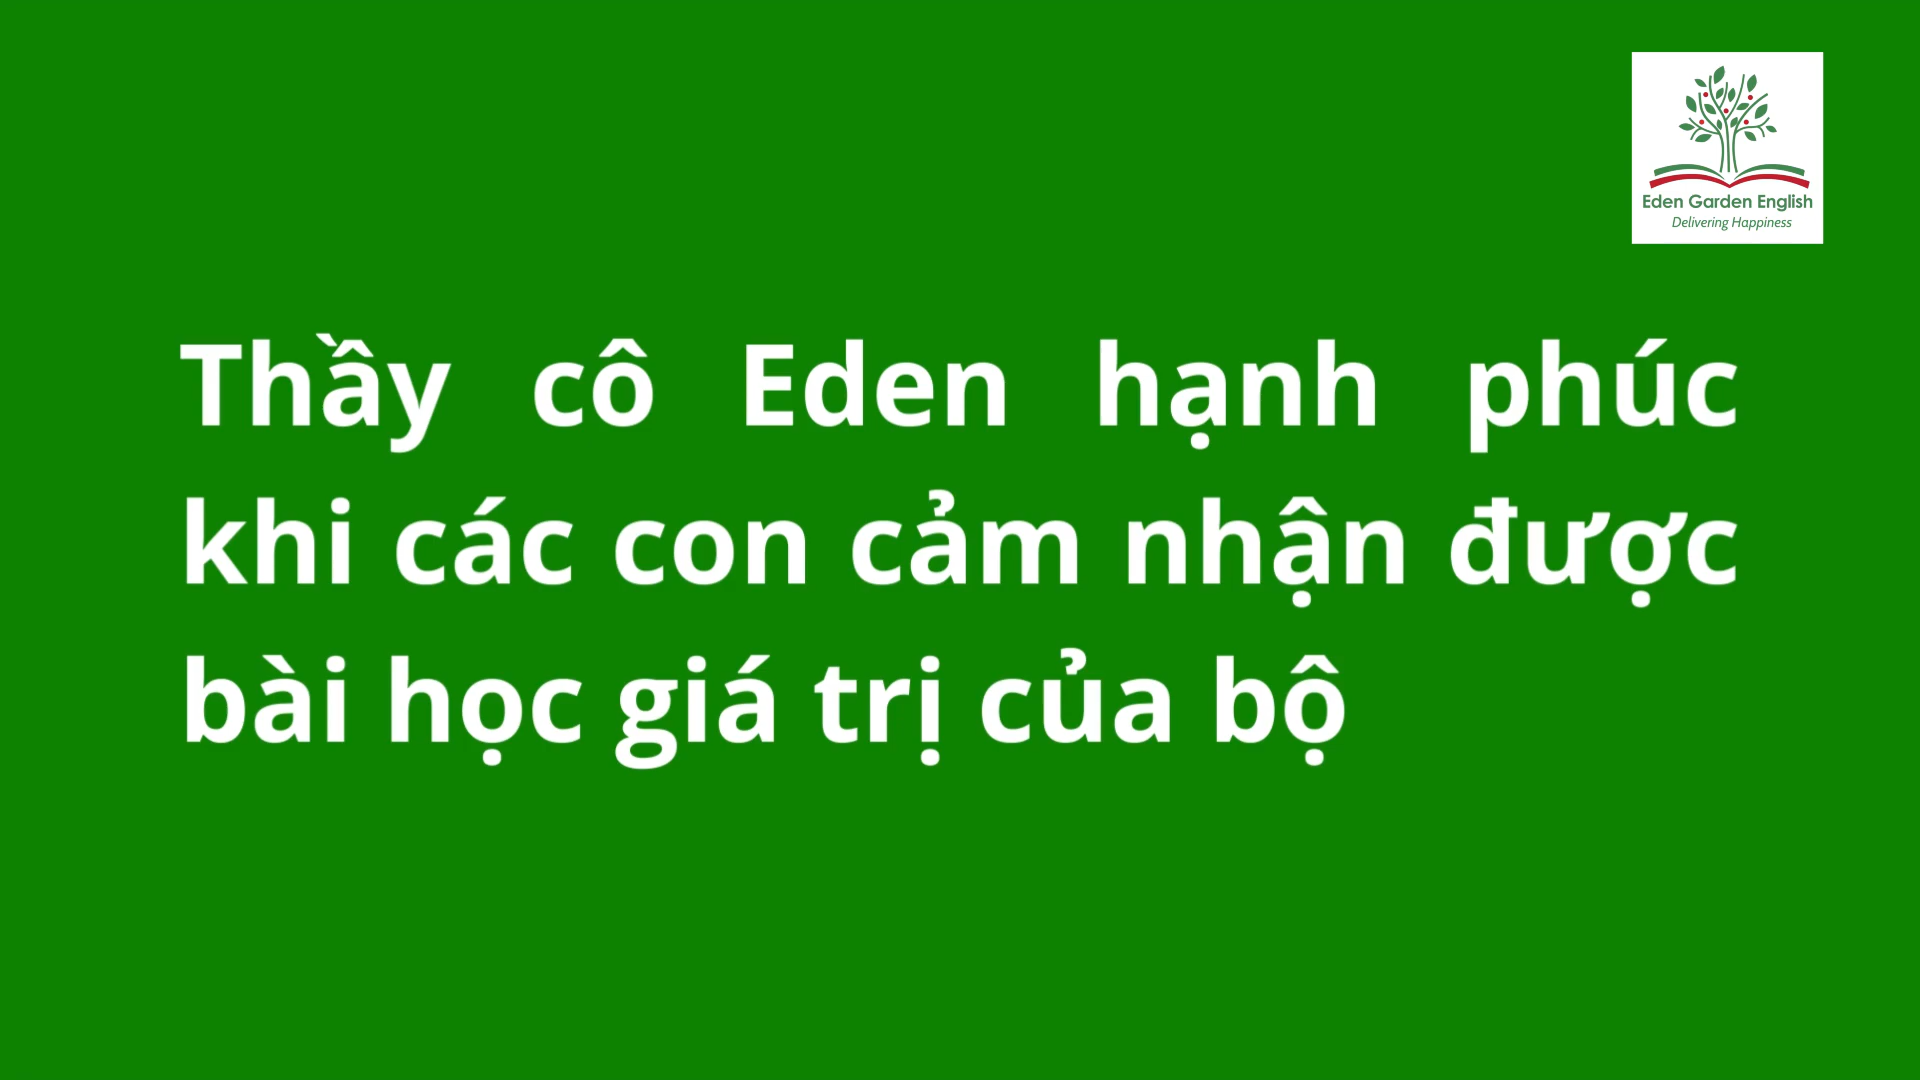 Eden Garden English
Delivering Happiness
Thầy cô Eden hạnh phúc
khi các con cảm nhận được
bài học giá trị của bộ